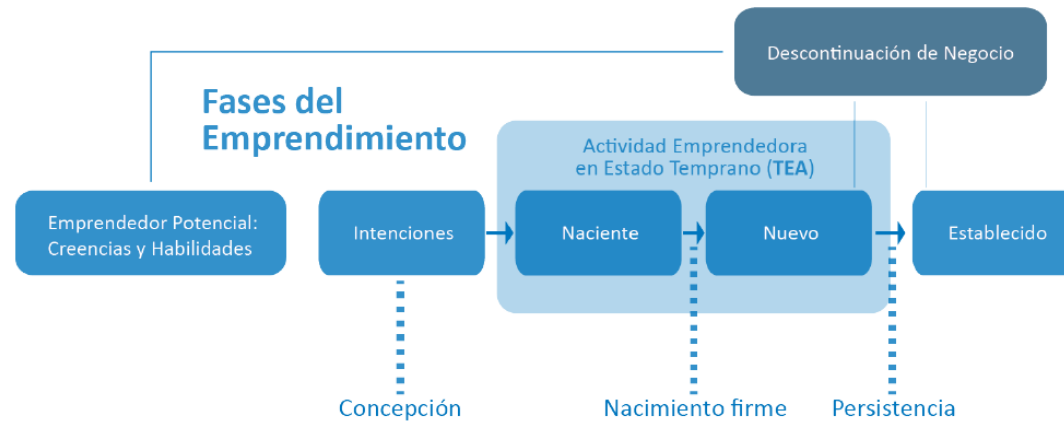 Descontinuación de Negocio
Fases del
Emprendimiento
Actividad Emprendedora
en Estado Temprano (TEA)
Emprendedor Potencial:
Creencias y Habilidades
Intenciones
Naciente
Nuevo
Establecido
Concepción
Nacimiento firme
Persistencia